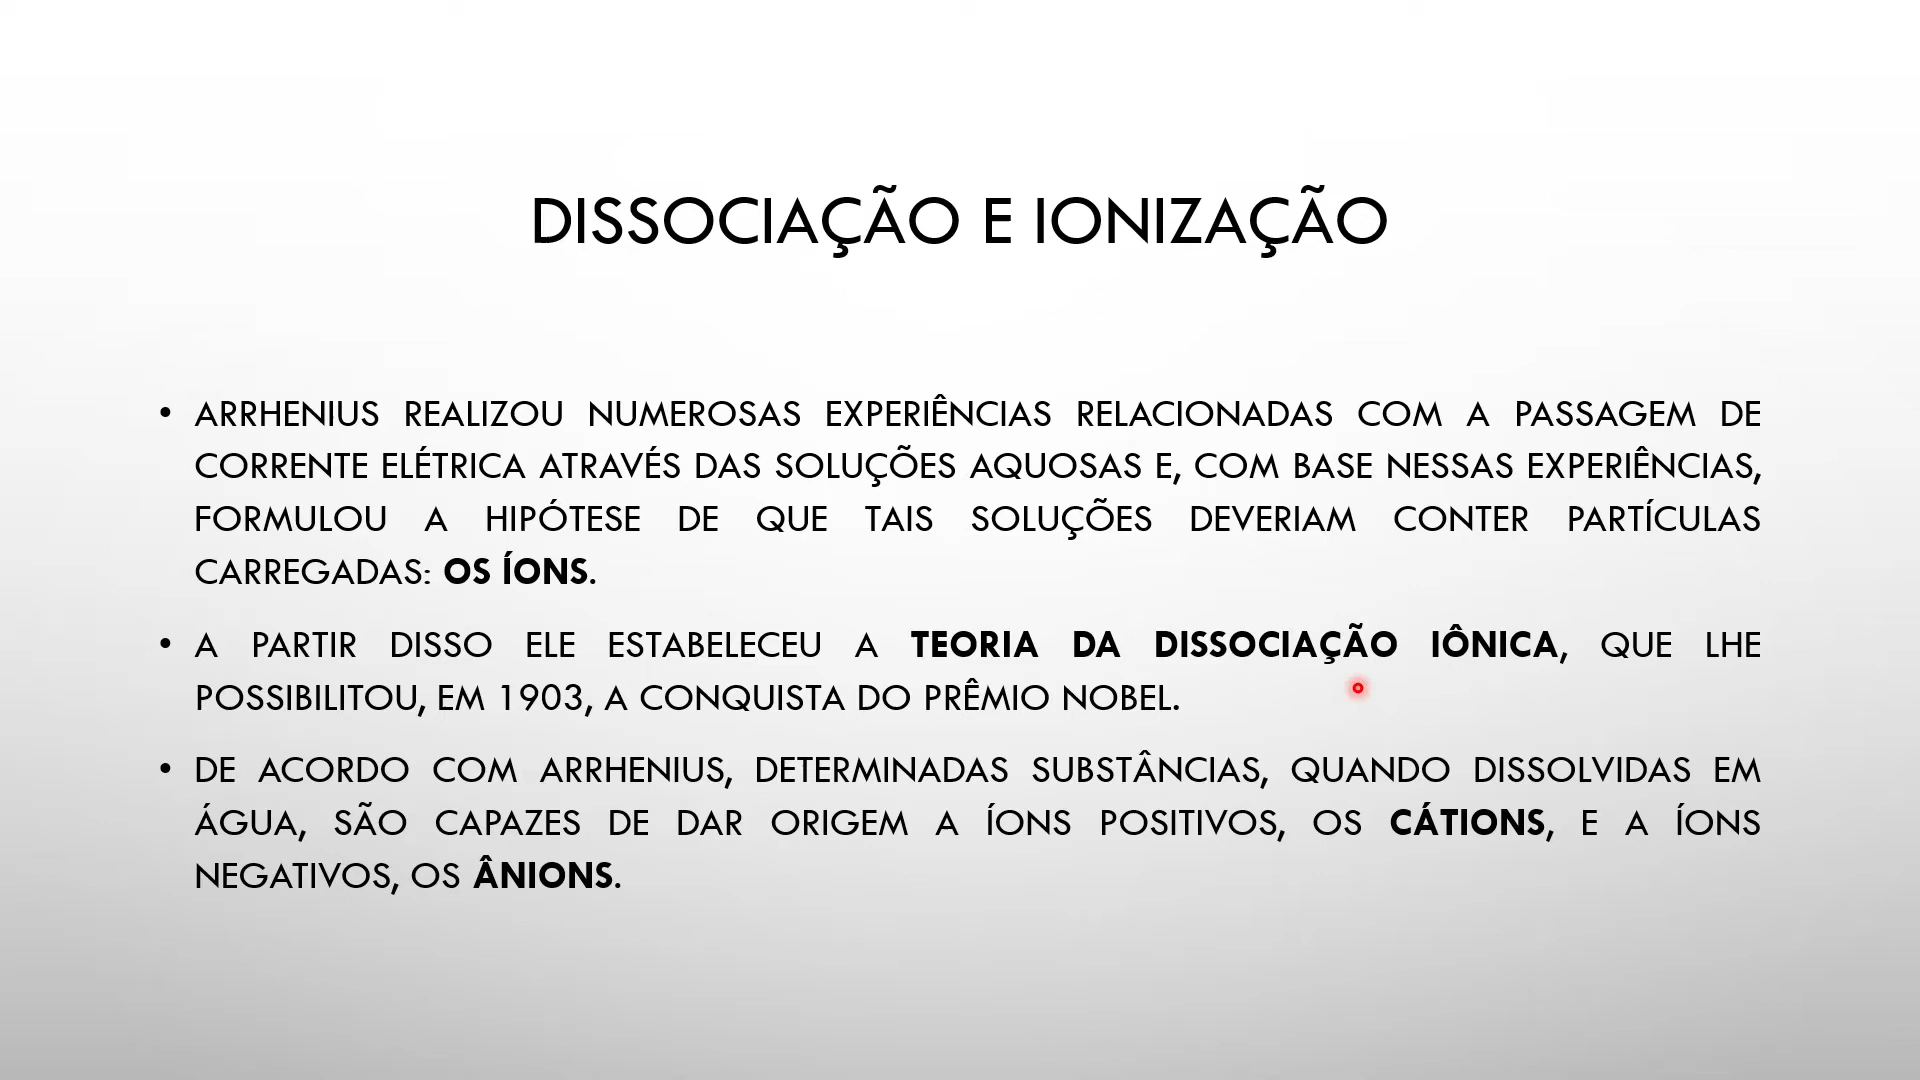 DISSOCIAÇÃO E IONIZAÇÃO
• ARRHENIUS REALIZOU NUMEROSAS EXPERIÊNCIAS RELACIONADAS COM A PASSAGEM DE
CORRENTE ELÉTRICA ATRAVÉS DAS SOLUÇÕES AQUOSAS E, COM BASE NESSAS EXPERIÊNCIAS,
FORMULOU A HIPÓTESE DE QUE TAIS SOLUÇÕES DEVERIAM CONTER PARTÍCULAS
CARREGADAS: OS ÍONS.
• A PARTIR DISSO ELE ESTABELECEU A TEORIA DA DISSOCIAÇÃO IÔNICA, QUE LHE
POSSIBILITOU, EM 1903, A CONQUISTA DO PRÊMIO NOBEL.
• DE ACORDO COM ARRHENIUS, DETERMINADAS SUBSTÂNCIAS, QUANDO DISSOLVIDAS EM
ÁGUA, SÃO CAPAZES DE DAR ORIGEM A ÍONS POSITIVOS, OS CÁTIONS, E A ÍONS
NEGATIVOS, OS ÂNIONS.